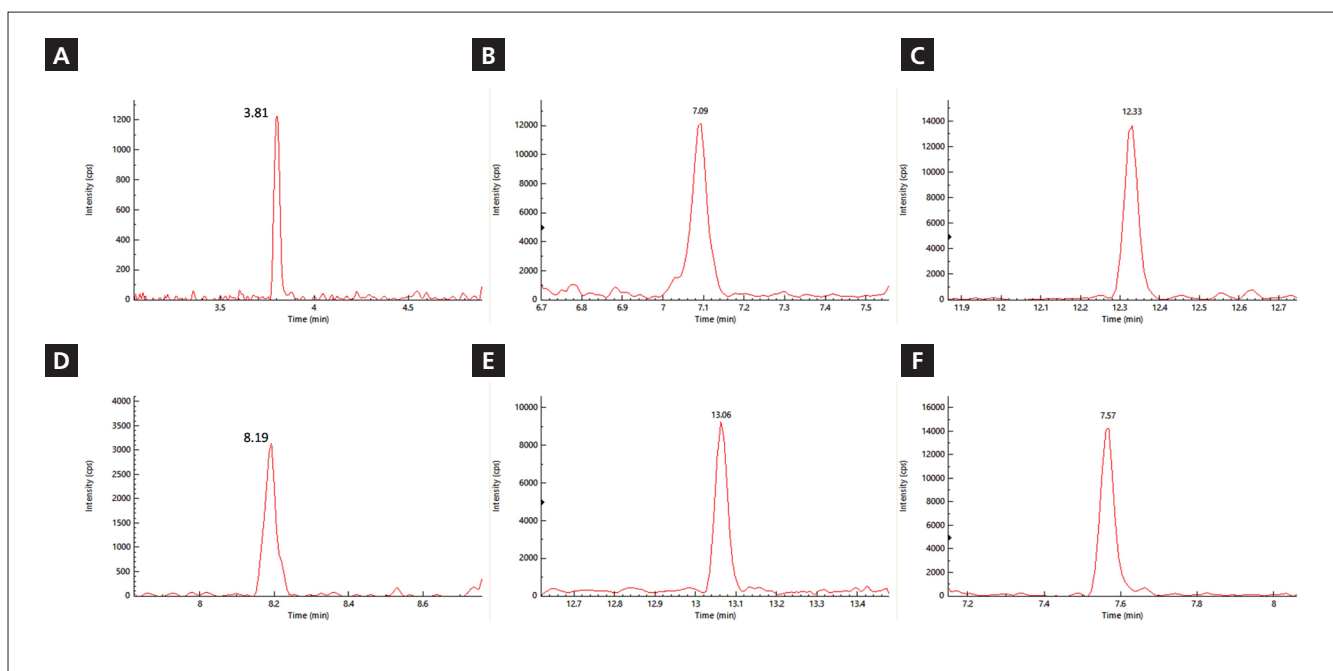 A
3.81
1200
1000
800
600
400
200
0
Intensity (cps)
3.5 4 4.5
Time (min)
B
7.09
12000
10000
8000
6000
4000
2000
0
Intensity (cps)
6.7 6.8 6.9 7 7.1 7.2 7.3 7.4 7.5
Time (min)
C
12.33
14000
12000
10000
8000
6000
4000
2000
0
Intensity (cps)
11.9 12 12.1 12.2 12.3 12.4 12.5 12.6 12.7
Time (min)
D
8.19
4000
3500
3000
2500
2000
1500
1000
500
0
Intensity (cps)
8 8.2 8.4 8.6
Time (min)
E
13.06
10000
8000
6000
4000
2000
0
Intensity (cps)
12.7 12.8 12.9 13 13.1 13.2 13.3 13.4
Time (min)
F
7.57
16000
14000
12000
10000
8000
6000
4000
2000
0
Intensity (cps)
7.2 7.4 7.6 7.8 8
Time (min)